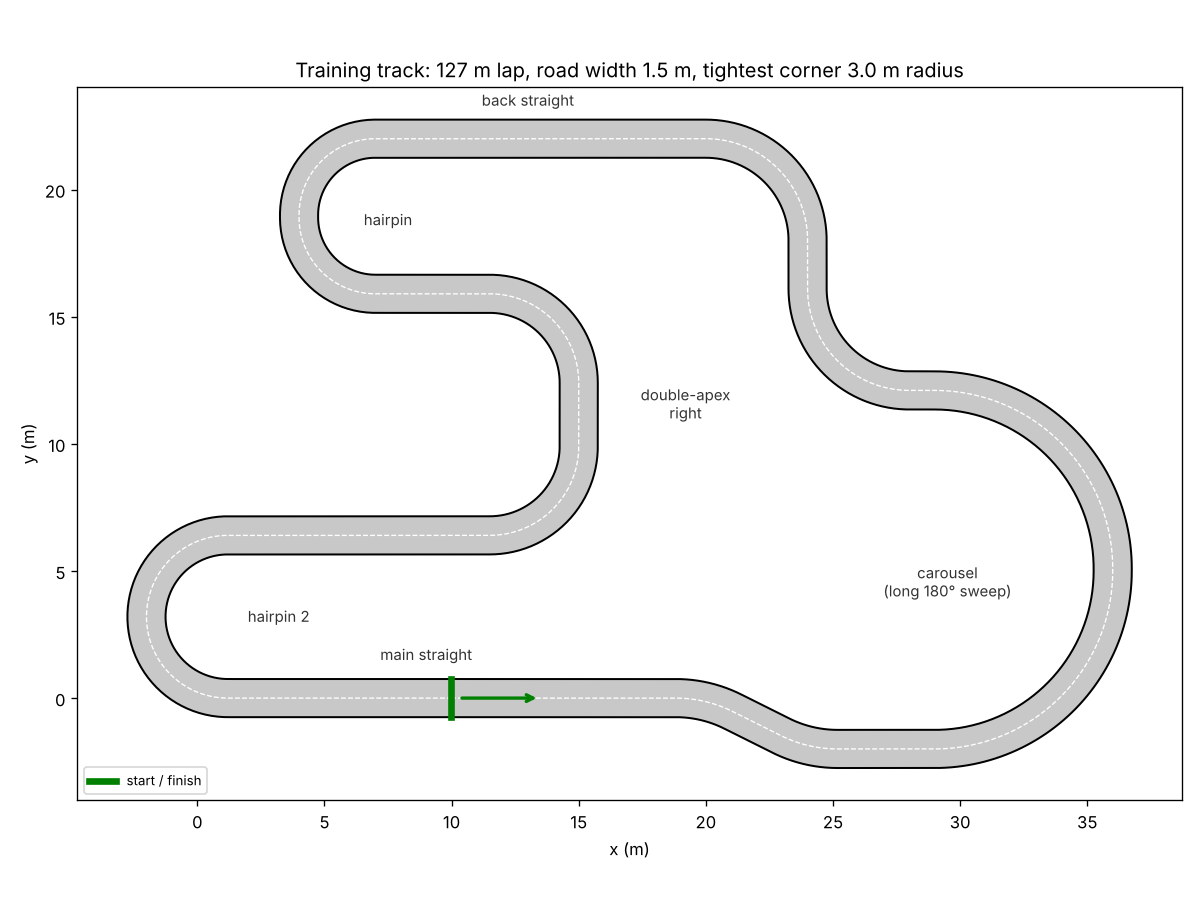 Training track: 127 m lap, road width 1.5 m, tightest corner 3.0 m radius
back straight
hairpin
double-apex
right
carousel
(long 180° sweep)
hairpin 2
main straight
start / finish
20
15
10
5
0
y (m)
0 5 10 15 20 25 30 35
x (m)